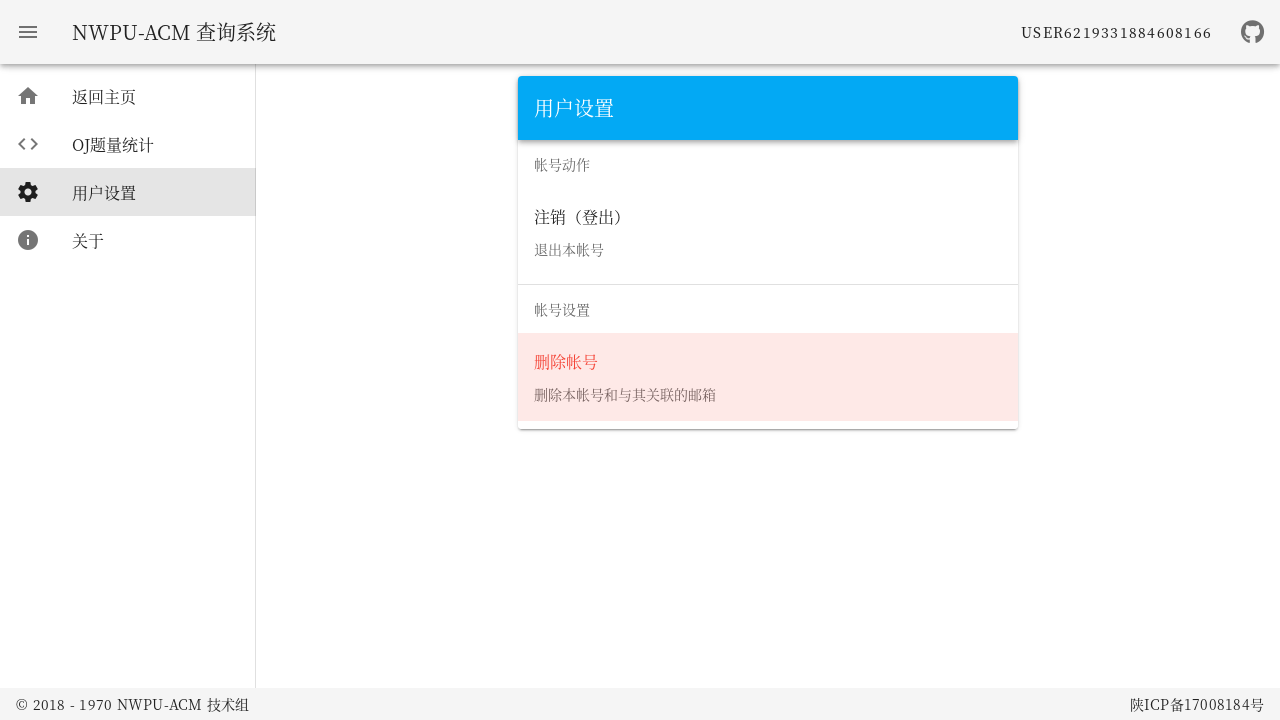 NWPU-ACM 查询系统
USER6219331884608166
返回主页
OJ题量统计
用户设置
关于
用户设置
帐号动作
注销（登出）
退出本帐号
帐号设置
删除帐号
删除本帐号和与其关联的邮箱
© 2018 - 1970 NWPU-ACM 技术组
陕ICP备17008184号